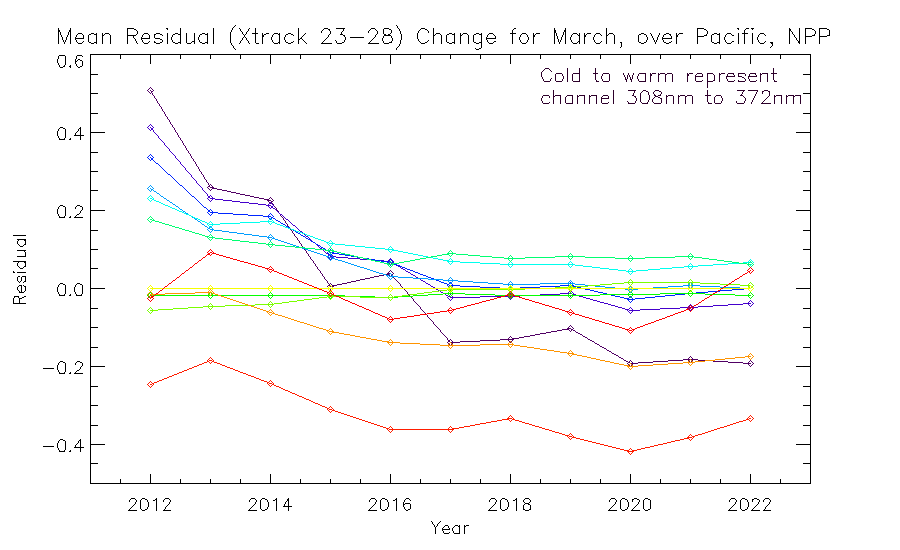 Mean Residual (Xtrack 23-28) Change for March, over Pacific, NPP
Cold to warm represent
channel 308nm to 372nm
0.6
0.4
0.2
0.0
-0.2
-0.4
Residual
2012 2014 2016 2018 2020 2022
Year